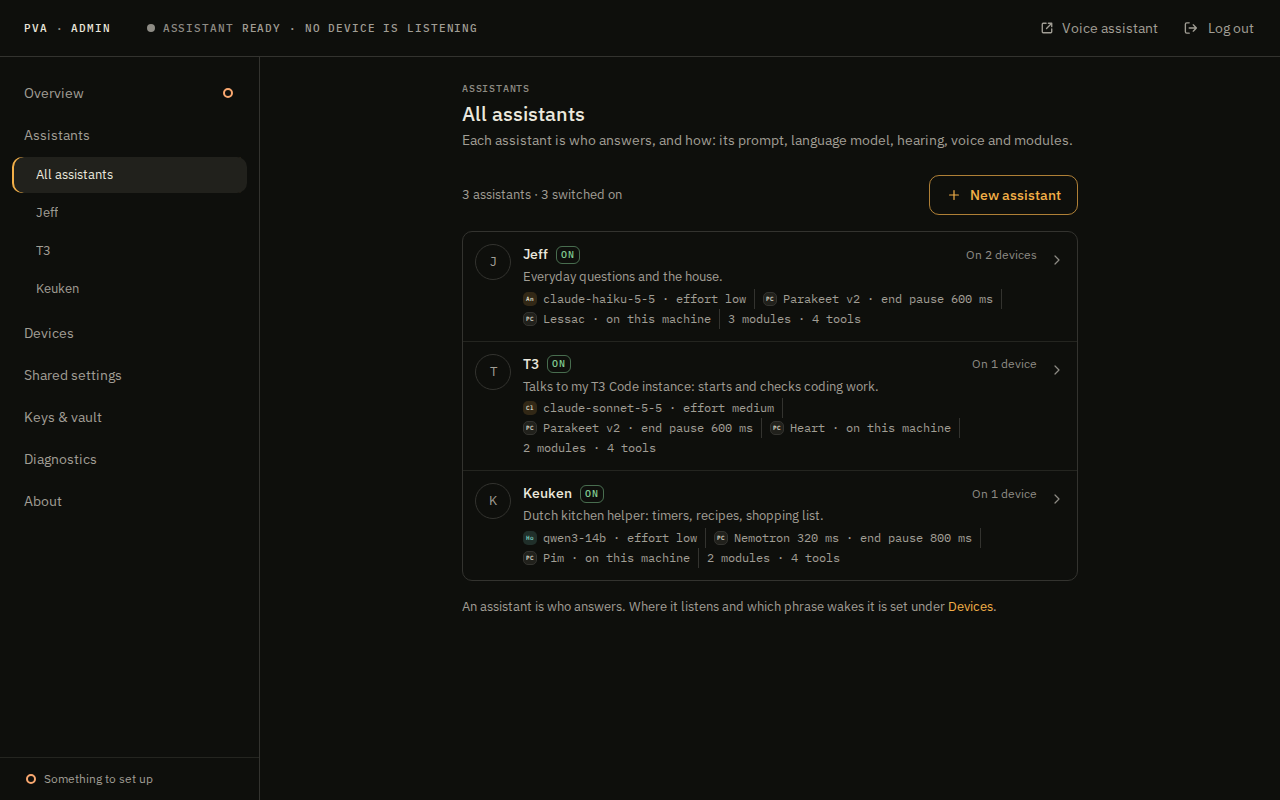 PVA · ADMIN
ASSISTANT READY · NO DEVICE IS LISTENING
Voice assistant
Log out
Overview
Assistants
All assistants
Jeff
T3
Keuken
Devices
Shared settings
Keys & vault
Diagnostics
About
Something to set up
ASSISTANTS
All assistants
Each assistant is who answers, and how: its prompt, language model, hearing, voice and modules.
3 assistants · 3 switched on
+ New assistant
J Jeff ON On 2 devices
Everyday questions and the house.
An claude-haiku-5-5 · effort low PC Parakeet v2 · end pause 600 ms
PC Lessac · on this machine 3 modules · 4 tools
T T3 ON On 1 device
Talks to my T3 Code instance: starts and checks coding work.
Cl claude-sonnet-5-5 · effort medium
PC Parakeet v2 · end pause 600 ms PC Heart · on this machine
2 modules · 4 tools
K Keuken ON On 1 device
Dutch kitchen helper: timers, recipes, shopping list.
Ho qwen3-14b · effort low PC Nemotron 320 ms · end pause 800 ms
PC Pim · on this machine 2 modules · 4 tools
An assistant is who answers. Where it listens and which phrase wakes it is set under Devices.